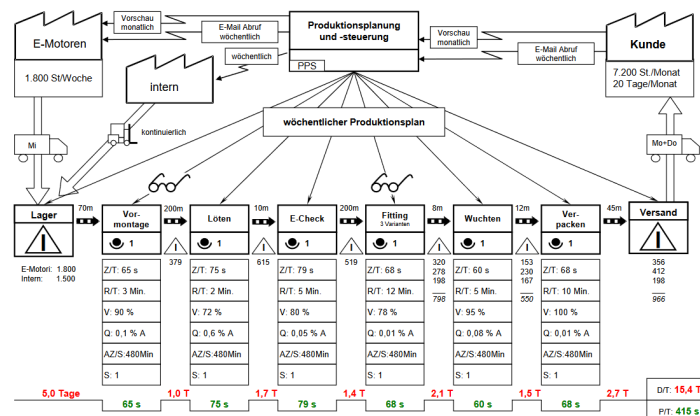 E-Motoren
1.800 St/Woche
Vorschau
monatlich
E-Mail Abruf
wöchentlich
wöchentlich
intern
Produktionsplanung
und -steuerung
PPS
Vorschau
monatlich
E-Mail Abruf
wöchentlich
Kunde
7.200 St./Monat
20 Tage/Monat
kontinuierlich
wöchentlicher Produktionsplan
Mi
Mo+Do
Lager
I
E-Motori: 1.800
Intern: 1.500
70m
Vor-
montage
1
Z/T: 65 s
R/T: 3 Min.
V: 90 %
Q: 0,1 % A
AZ/S:480Min
S: 1
200m
I
379
Löten
1
Z/T: 75 s
R/T: 2 Min.
V: 72 %
Q: 0,6 % A
AZ/S:480Min
S: 1
10m
I
615
E-Check
1
Z/T: 79 s
R/T: 5 Min.
V: 80 %
Q: 0,05 % A
AZ/S:480Min
S: 1
200m
I
519
Fitting
3 Varianten
1
Z/T: 68 s
R/T: 12 Min.
V: 78 %
Q: 0,01 % A
AZ/S:480Min
S: 1
8m
I
320
278
198
798
Wuchten
1
Z/T: 60 s
R/T: 5 Min.
V: 95 %
Q: 0,08 % A
AZ/S:480Min
S: 1
12m
I
153
230
167
550
Ver-
packen
1
Z/T: 68 s
R/T: 10 Min.
V: 100 %
Q: 0,01 % A
AZ/S:480Min
S: 1
45m
Versand
I
356
412
198
966
5,0 Tage
65 s
1,0 T
75 s
1,7 T
79 s
1,4 T
68 s
2,1 T
60 s
1,5 T
68 s
2,7 T
D/T: 15,4 T
P/T: 415 s